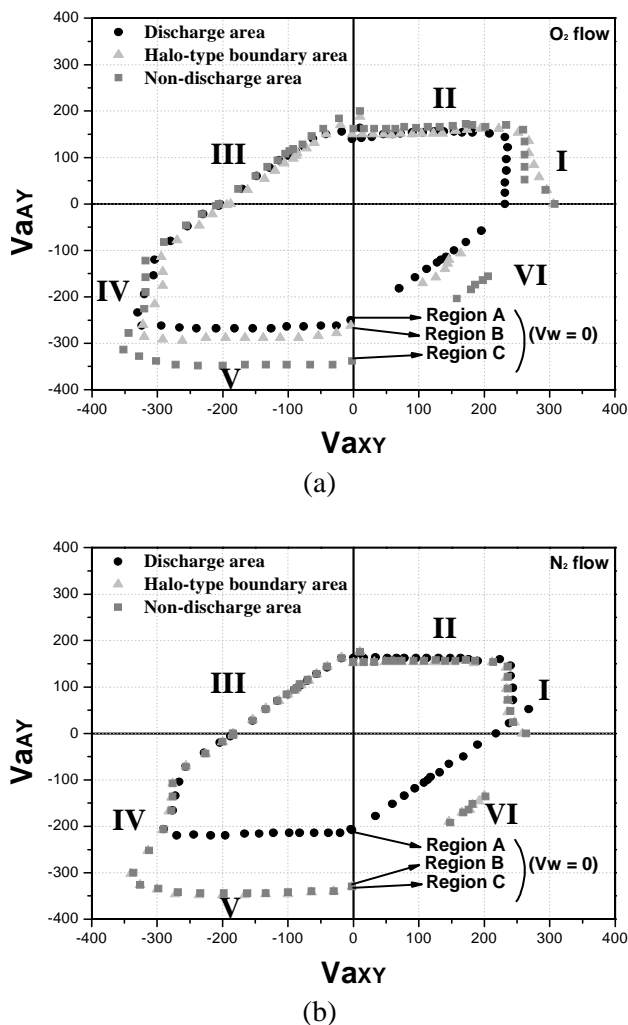 400
300
200
100
0
-100
-200
-300
-400
VaAY
Discharge area
Halo-type boundary area
Non-discharge area
O2 flow
II
III
I
IV
VI
V
Region A
Region B
Region C
(Vw = 0)
-400 -300 -200 -100 0 100 200 300 400
VaXY
(a)
400
300
200
100
0
-100
-200
-300
-400
VaAY
Discharge area
Halo-type boundary area
Non-discharge area
N2 flow
II
III
I
IV
VI
V
Region A
Region B
Region C
(Vw = 0)
-400 -300 -200 -100 0 100 200 300 400
VaXY
(b)